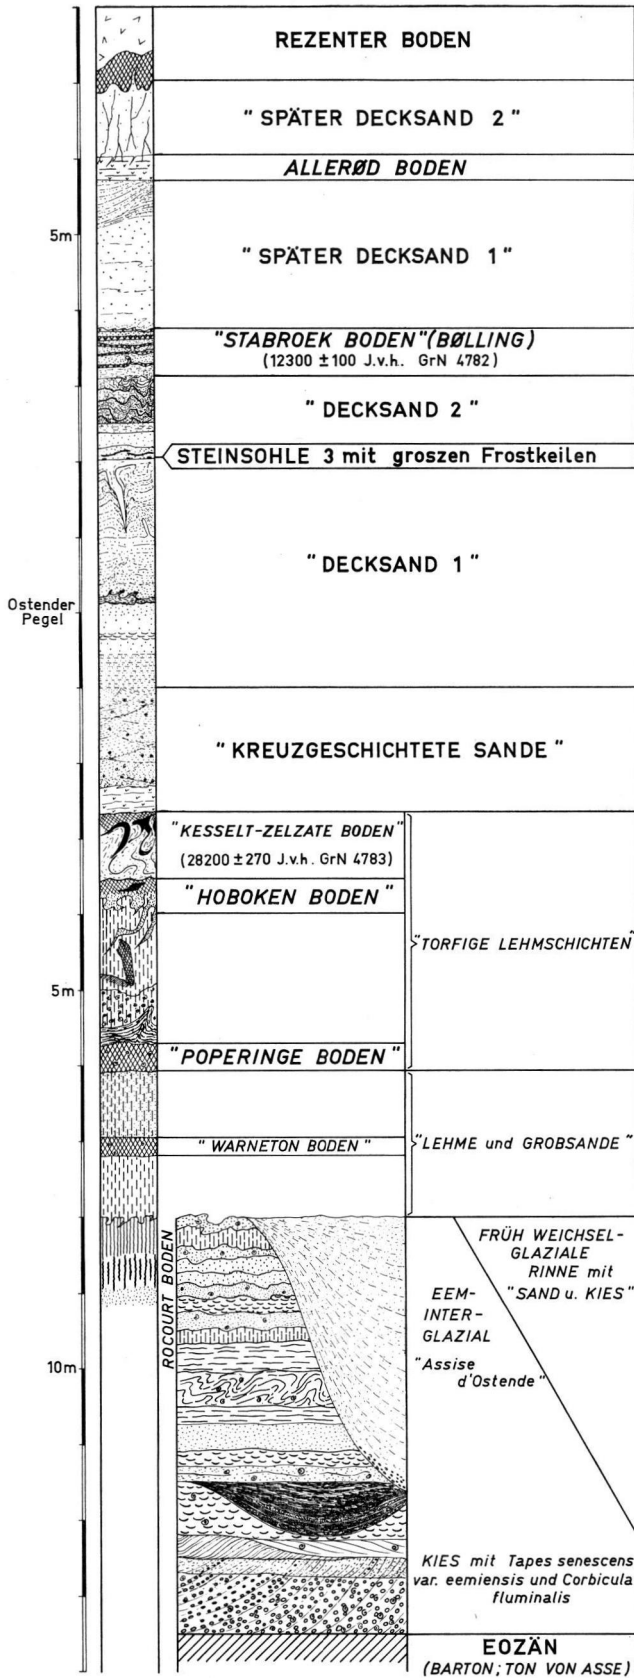 REZENTER BODEN
"SPÄTER DECKSAND 2"
ALLERØD BODEN
5m
"SPÄTER DECKSAND 1"
"STABROEK BODEN"(BØLLING)
(12300 ±100 J.v.h. GrN 4782)
"DECKSAND 2"
STEINSOHLE 3 mit groszen Frostkeilen
"DECKSAND 1"
Ostender
Pegel
"KREUZGESCHICHTETE SANDE"
"KESSELT-ZELZATE BODEN"
(28200 ± 270 J.v.h. GrN 4783)
"HOBOKEN BODEN"
"TORFIGE LEHMSCHICHTEN"
5m
"POPERINGE BODEN"
"WARNETON BODEN"
"LEHME und GROBSANDE"
ROCOURT BODEN
FRÜH WEICHSEL-
GLAZIALE
RINNE mit
"SAND u. KIES"
EEM-
INTER-
GLAZIAL
"Assise
d'Ostende"
10m
KIES mit Tapes senescens
var. eemiensis und Corbicula
fluminalis
EOZÄN
(BARTON; TON VON ASSE)